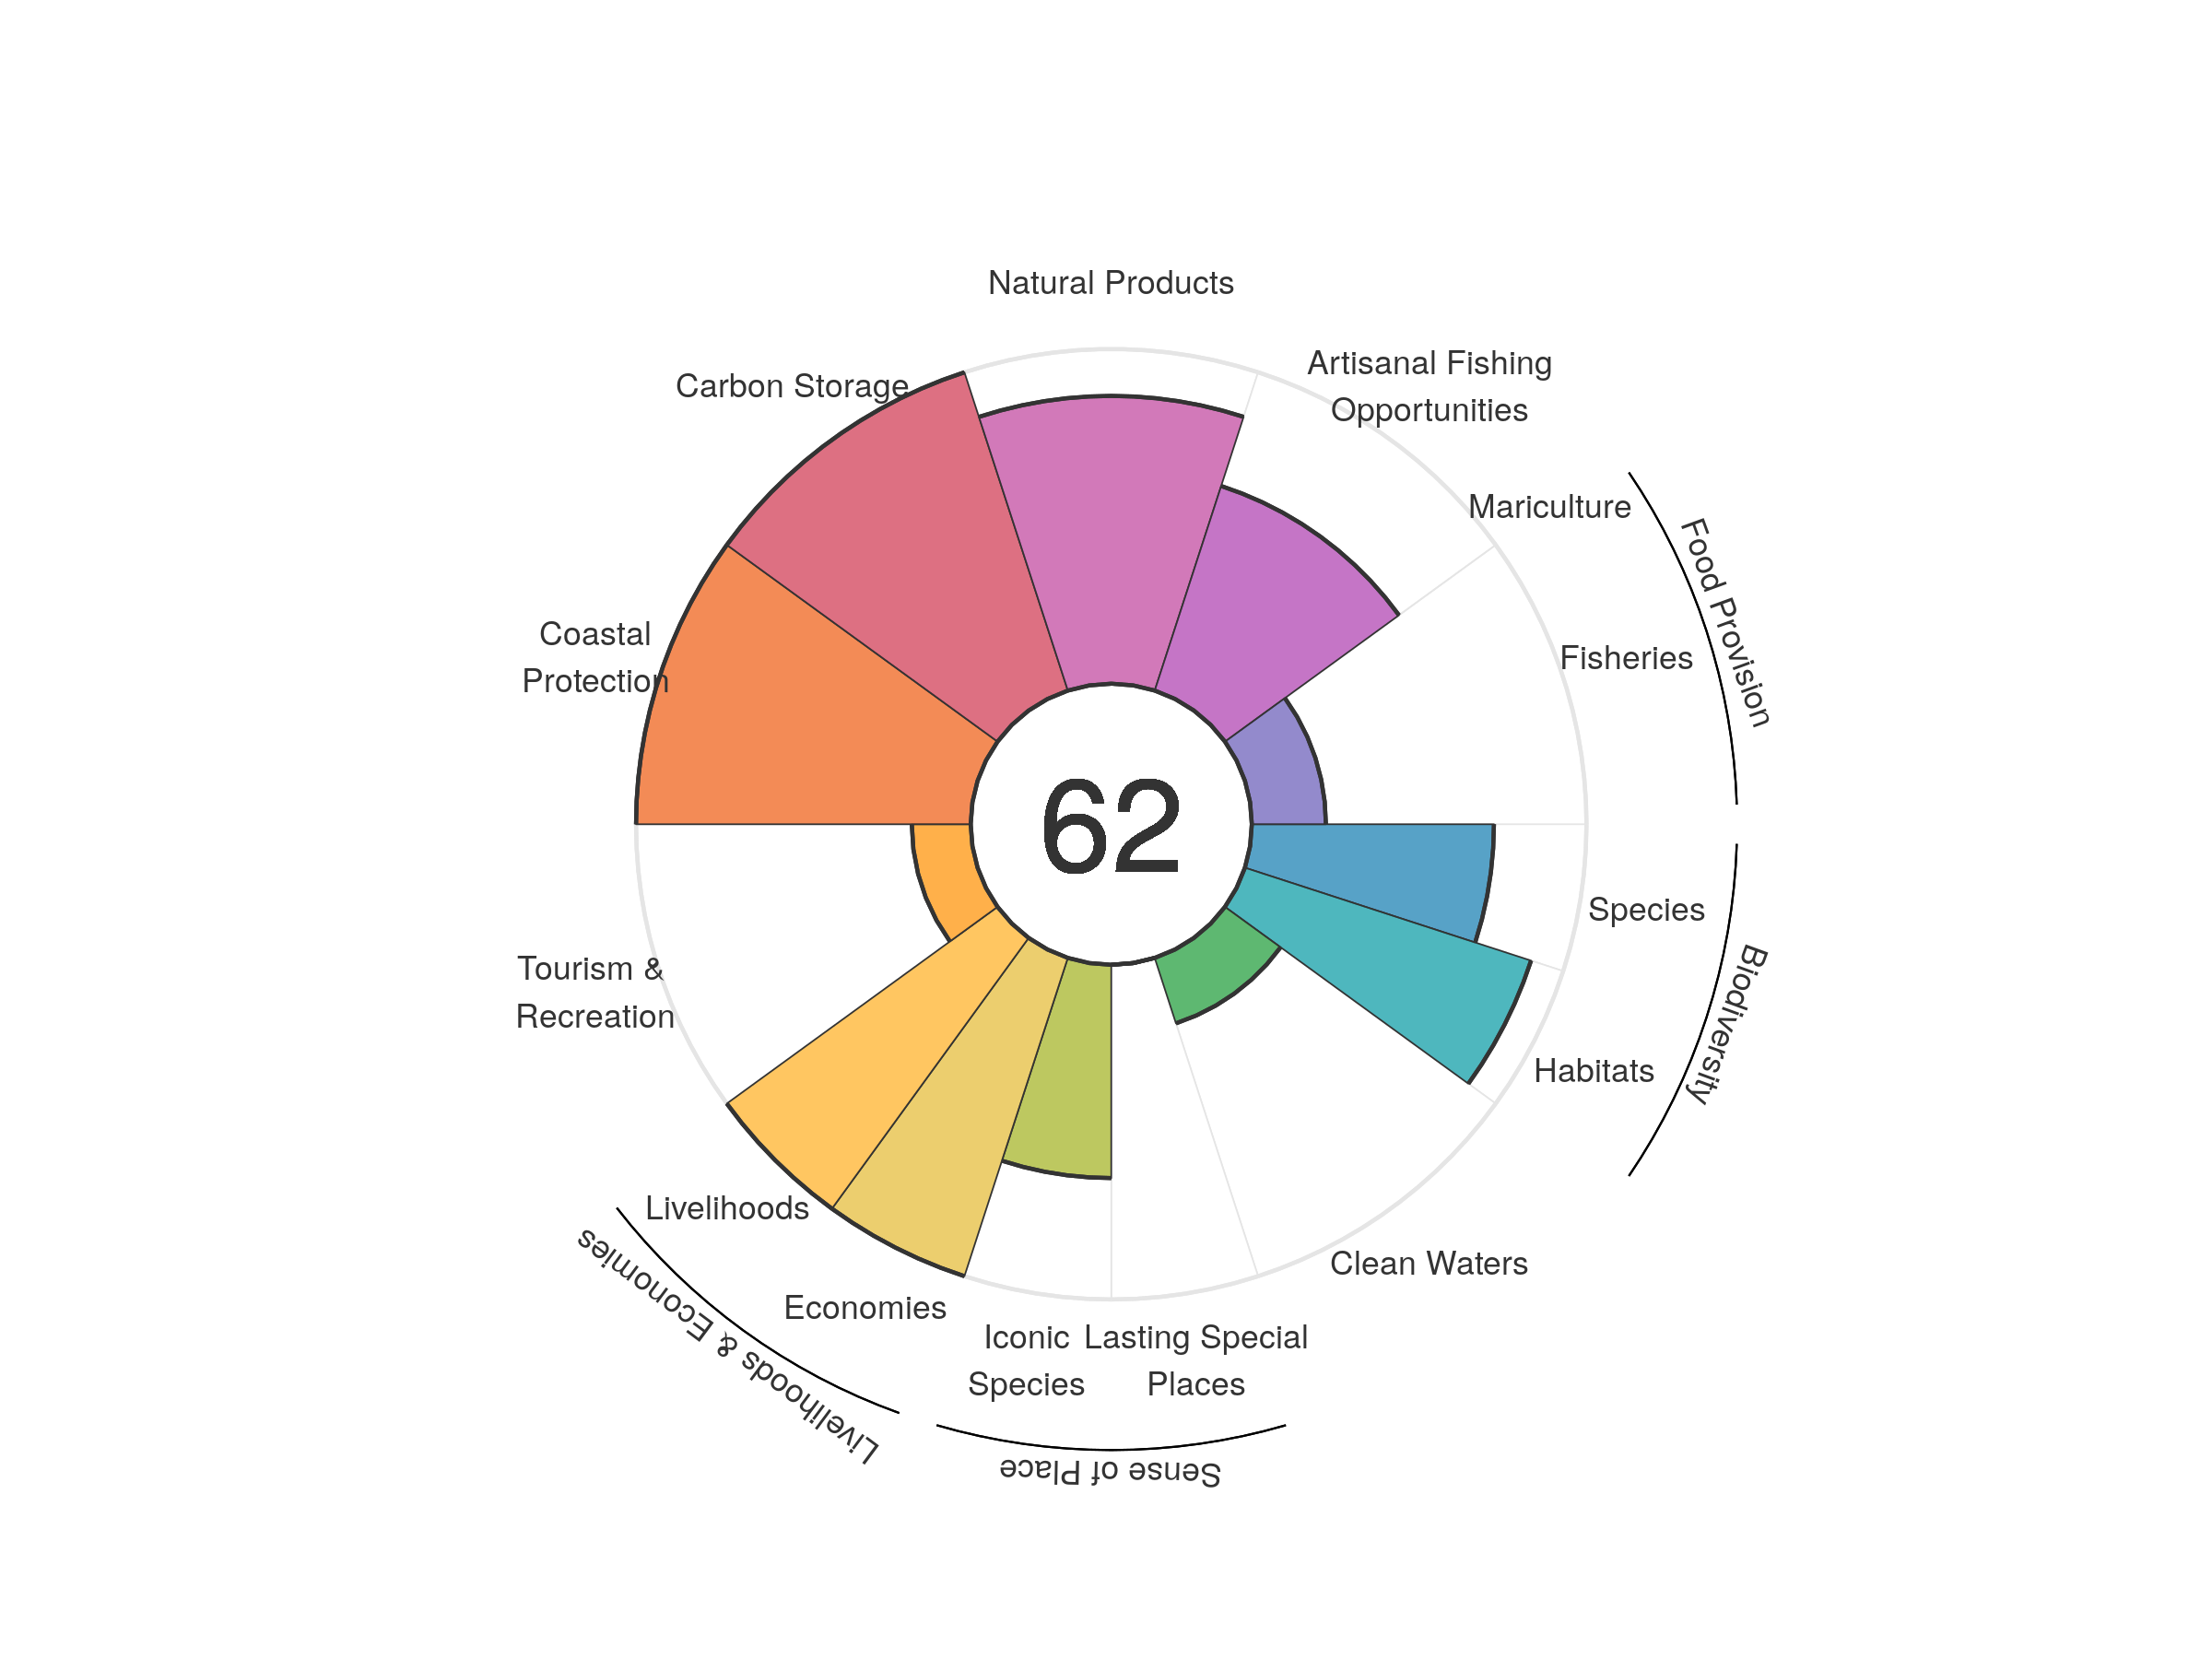 Natural Products
Artisanal Fishing
Opportunities
Carbon Storage
Mariculture
Food Provision
Fisheries
Coastal
Protection
62
Species
Biodiversity
Tourism &
Recreation
Habitats
Livelihoods
Clean Waters
Livelihoods & Economies
Economies
Iconic
Species
Lasting Special
Places
Sense of Place